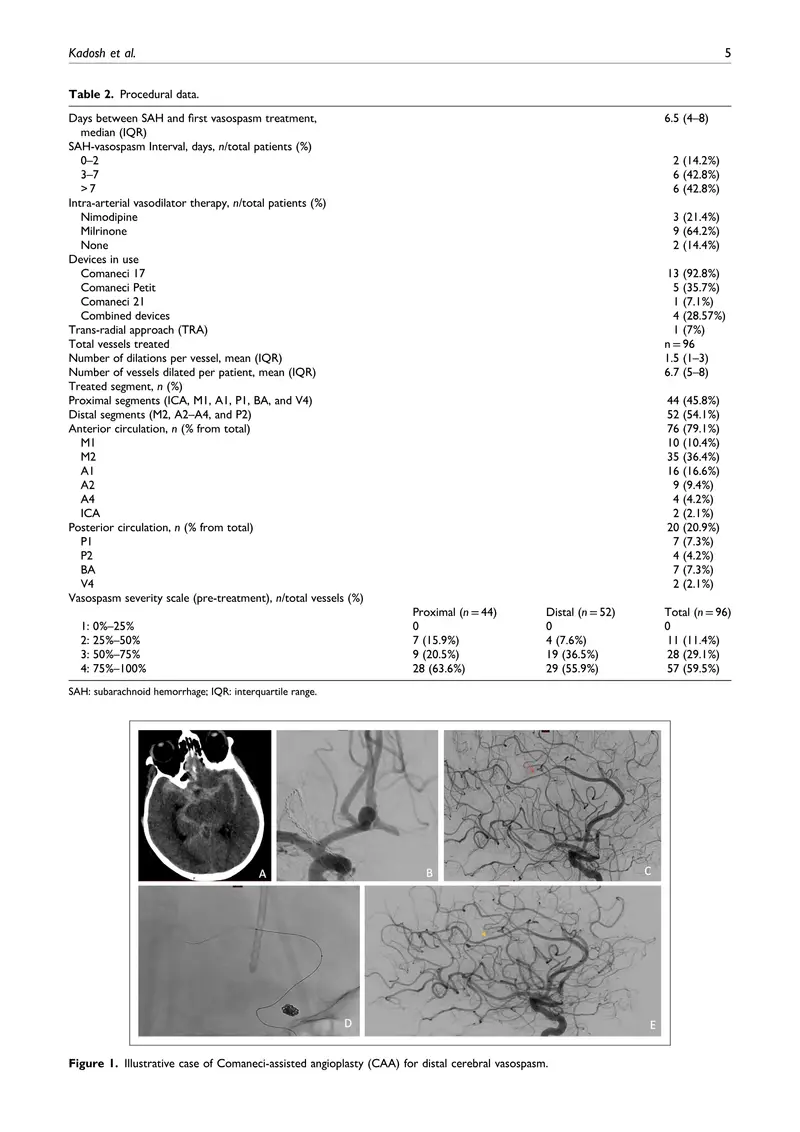 Kadosh et al. 5
Table 2. Procedural data.
Days between SAH and first vasospasm treatment, 6.5 (4–8)
median (IQR)
SAH-vasospasm Interval, days, n/total patients (%)
0–2 2 (14.2%)
3–7 6 (42.8%)
> 7 6 (42.8%)
Intra-arterial vasodilator therapy, n/total patients (%)
Nimodipine 3 (21.4%)
Milrinone 9 (64.2%)
None 2 (14.4%)
Devices in use
Comaneci 17 13 (92.8%)
Comaneci Petit 5 (35.7%)
Comaneci 21 1 (7.1%)
Combined devices 4 (28.57%)
Trans-radial approach (TRA) 1 (7%)
Total vessels treated n = 96
Number of dilations per vessel, mean (IQR) 1.5 (1–3)
Number of vessels dilated per patient, mean (IQR) 6.7 (5–8)
Treated segment, n (%)
Proximal segments (ICA, M1, A1, P1, BA, and V4) 44 (45.8%)
Distal segments (M2, A2–A4, and P2) 52 (54.1%)
Anterior circulation, n (% from total) 76 (79.1%)
M1 10 (10.4%)
M2 35 (36.4%)
A1 16 (16.6%)
A2 9 (9.4%)
A4 4 (4.2%)
ICA 2 (2.1%)
Posterior circulation, n (% from total) 20 (20.9%)
P1 7 (7.3%)
P2 4 (4.2%)
BA 7 (7.3%)
V4 2 (2.1%)
Vasospasm severity scale (pre-treatment), n/total vessels (%)
Proximal (n = 44) Distal (n = 52) Total (n = 96)
1: 0%–25% 0 0 0
2: 25%–50% 7 (15.9%) 4 (7.6%) 11 (11.4%)
3: 50%–75% 9 (20.5%) 19 (36.5%) 28 (29.1%)
4: 75%–100% 28 (63.6%) 29 (55.9%) 57 (59.5%)
SAH: subarachnoid hemorrhage; IQR: interquartile range.
A
B
C
D
E
Figure 1. Illustrative case of Comaneci-assisted angioplasty (CAA) for distal cerebral vasospasm.